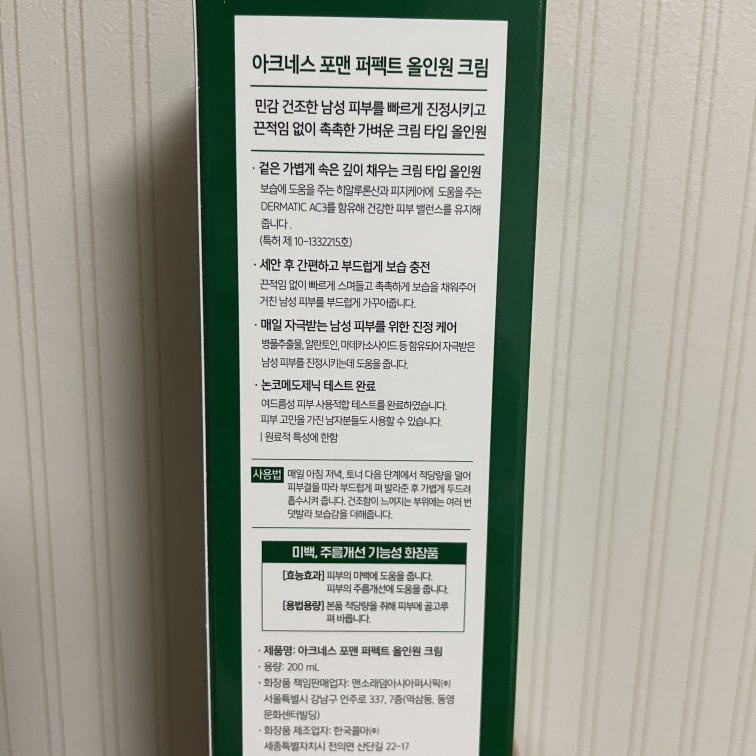 아크네스 포맨 퍼펙트 올인원 크림
민감 건조한 남성 피부를 빠르게 진정시키고
끈적임 없이 촉촉한 가벼운 크림 타입 올인원
· 겉은 가볍게 속은 깊이 채우는 크림 타입 올인원
보습에 도움을 주는 히알루론산과 피지케어에 도움을 주는
DERMATIC AC3를 함유해 건강한 피부 밸런스를 유지해
줍니다.
(특허 제 10-1332215호)
· 세안 후 간편하고 부드럽게 보습 충전
끈적임 없이 빠르게 스며들고 촉촉하게 보습을 채워주어
거친 남성 피부를 부드럽게 가꾸어줍니다.
· 매일 자극받는 남성 피부를 위한 진정 케어
병풀추출물, 알란토인, 마데카소사이드 등 함유되어 자극받은
남성 피부를 진정시키는데 도움을 줍니다.
· 논코메도제닉 테스트 완료
여드름성 피부 사용적합 테스트를 완료하였습니다.
피부 고민을 가진 남자분들도 사용할 수 있습니다.
| 원료적 특성에 한함
사용법 매일 아침 저녁, 토너 다음 단계에서 적당량을 덜어
피부결을 따라 부드럽게 펴 발라준 후 가볍게 두드려
흡수시켜 줍니다. 건조함이 느껴지는 부위에는 여러 번
덧발라 보습감을 더해줍니다.
미백, 주름개선 기능성 화장품
[효능효과] 피부의 미백에 도움을 줍니다.
피부의 주름개선에 도움을 줍니다.
[용법용량] 본품 적당량을 취해 피부에 골고루
펴 바릅니다.
· 제품명: 아크네스 포맨 퍼펙트 올인원 크림
· 용량: 200 mL
· 화장품 책임판매업자: 맨소래담아시아퍼시픽㈜
서울특별시 강남구 언주로 337, 7층(역삼동, 동영
문화센터빌딩)
· 화장품 제조업자: 한국콜마㈜
세종특별자치시 전의면 산단길 22-17